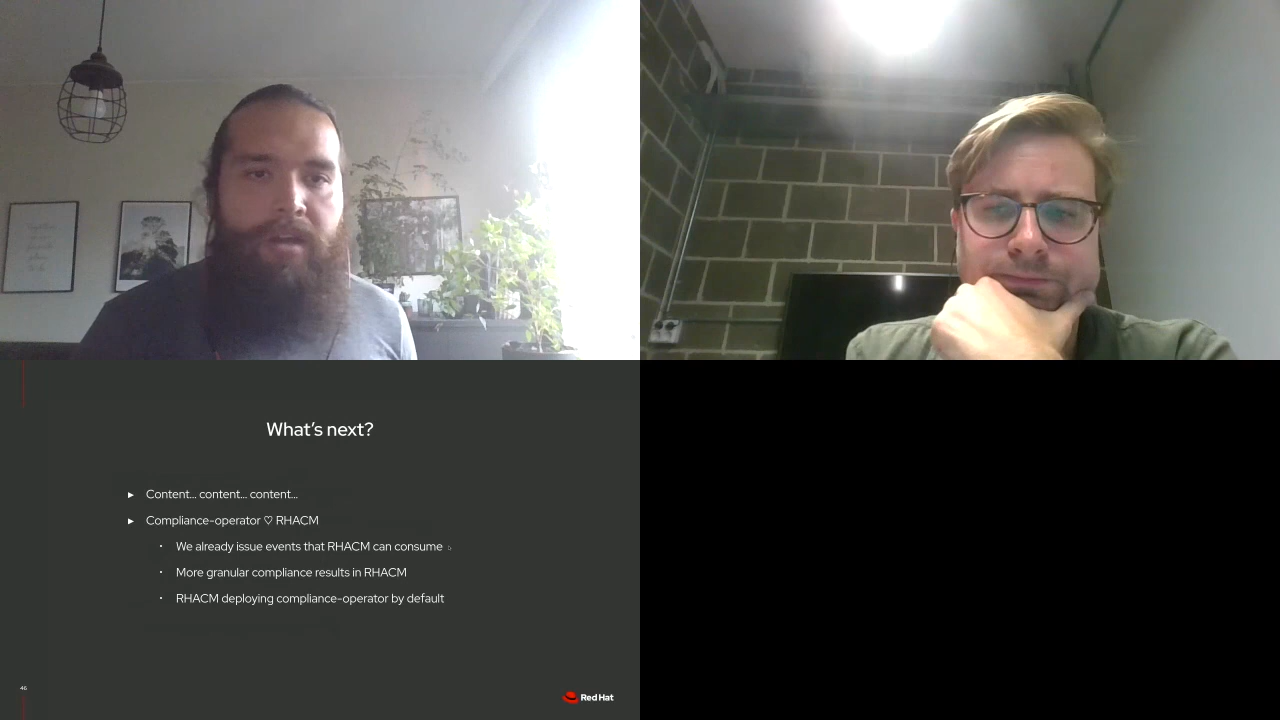 What's next?
► Content... content... content...
► Compliance-operator ♡ RHACM
• We already issue events that RHACM can consume
• More granular compliance results in RHACM
• RHACM deploying compliance-operator by default
46
Red Hat